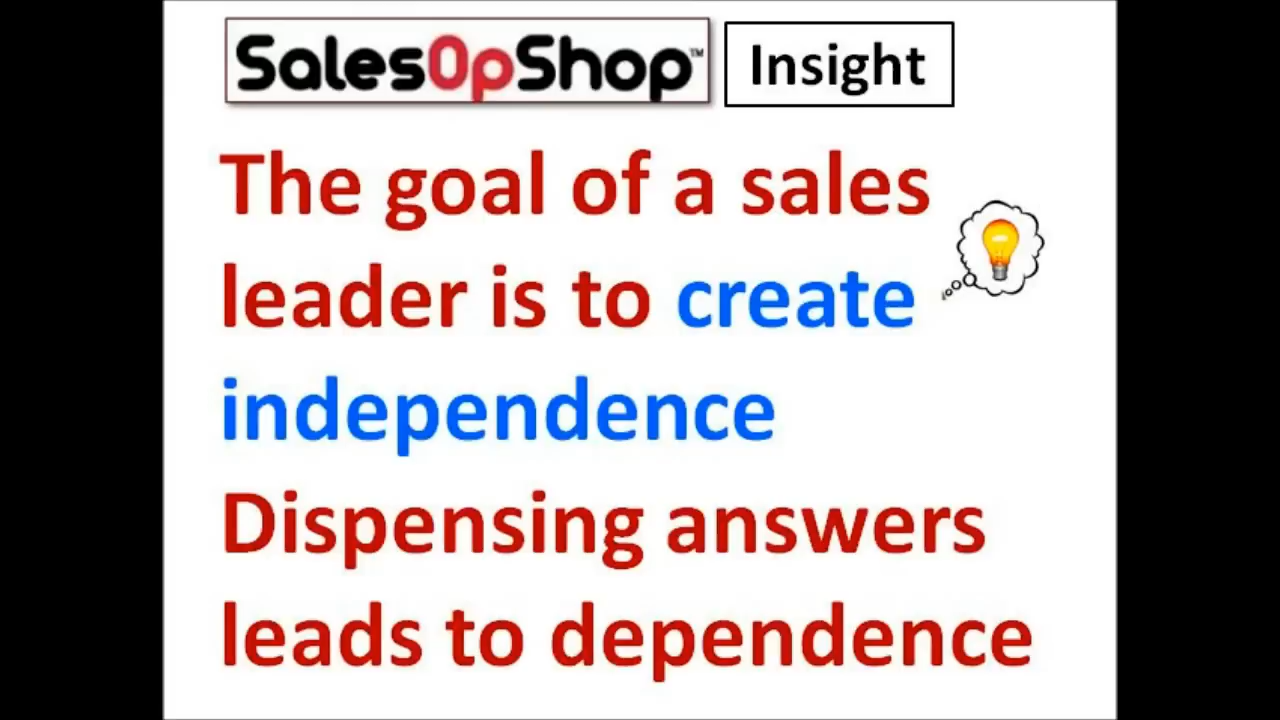 SalesOpShop™ Insight
The goal of a sales
leader is to create
independence
Dispensing answers
leads to dependence